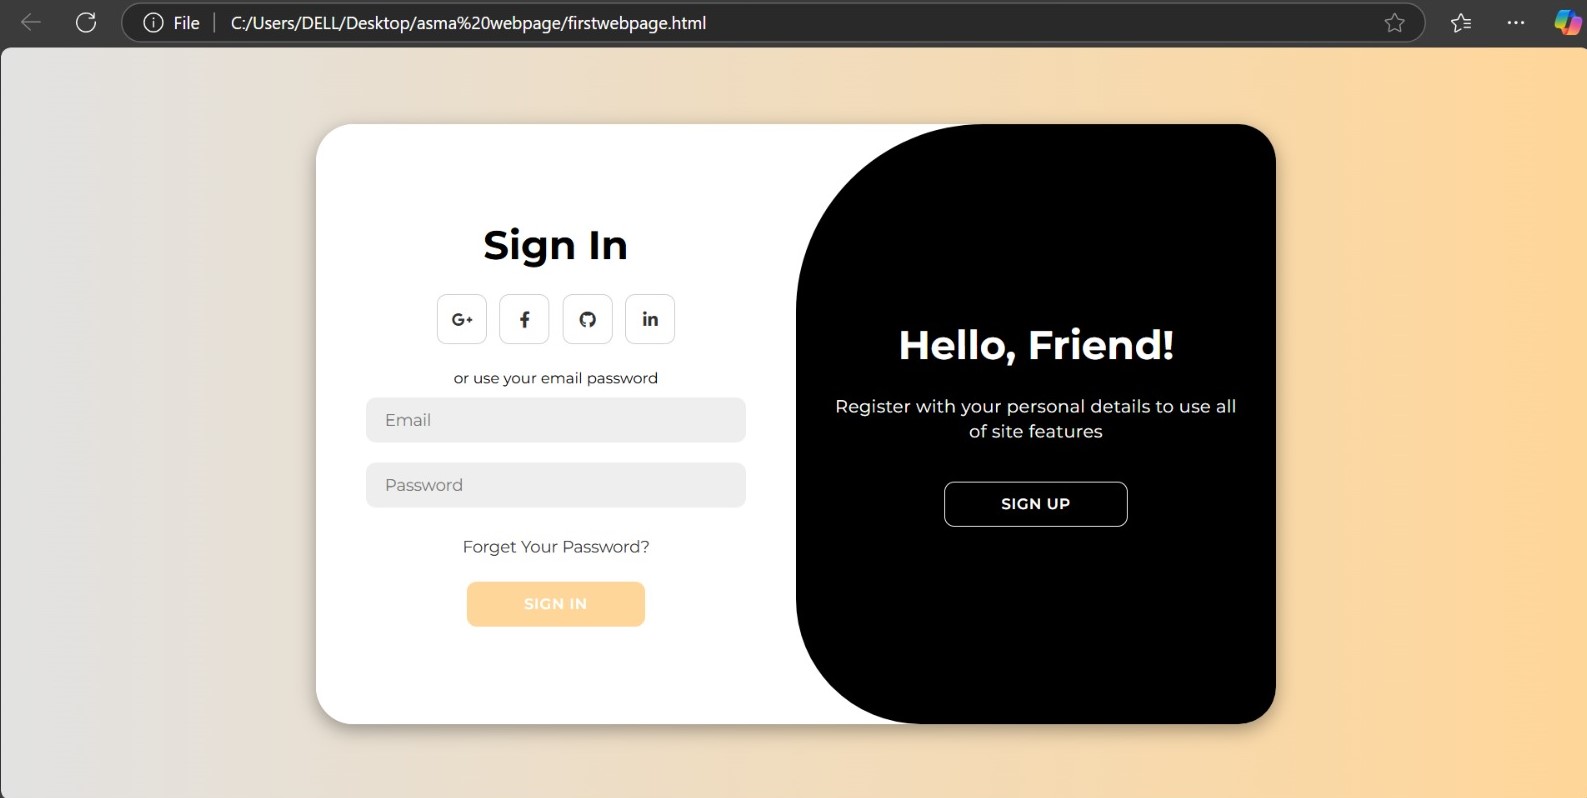 File
C:/Users/DELL/Desktop/asma%20webpage/firstwebpage.html
Sign In
G+
f
in
or use your email password
Email
Password
Forget Your Password?
SIGN IN
Hello, Friend!
Register with your personal details to use all
of site features
SIGN UP